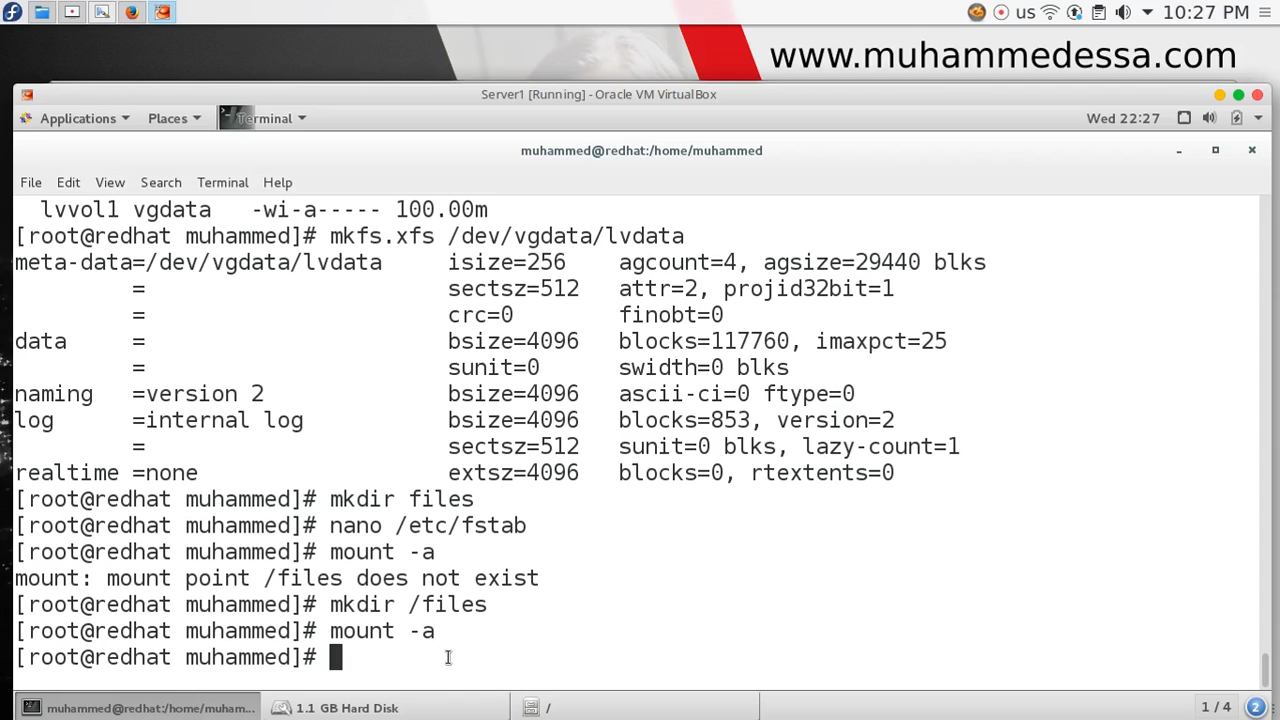 us
10:27 PM
www.muhammedessa.com
Server1 [Running] - Oracle VM VirtualBox
Applications Places Terminal Wed 22:27
muhammed@redhat:/home/muhammed
File Edit View Search Terminal Help
lvvol1 vgdata -wi-a----- 100.00m
[root@redhat muhammed]# mkfs.xfs /dev/vgdata/lvdata
meta-data=/dev/vgdata/lvdata isize=256 agcount=4, agsize=29440 blks
= sectsz=512 attr=2, projid32bit=1
= crc=0 finobt=0
data = bsize=4096 blocks=117760, imaxpct=25
= sunit=0 swidth=0 blks
naming =version 2 bsize=4096 ascii-ci=0 ftype=0
log =internal log bsize=4096 blocks=853, version=2
= sectsz=512 sunit=0 blks, lazy-count=1
realtime =none extsz=4096 blocks=0, rtextents=0
[root@redhat muhammed]# mkdir files
[root@redhat muhammed]# nano /etc/fstab
[root@redhat muhammed]# mount -a
mount: mount point /files does not exist
[root@redhat muhammed]# mkdir /files
[root@redhat muhammed]# mount -a
[root@redhat muhammed]#
muhammed@redhat:/home/muham... 1.1 GB Hard Disk / 1 / 4 2